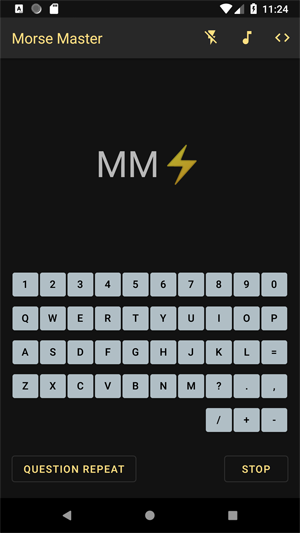 A 11:24
Morse Master
MM⚡
1 2 3 4 5 6 7 8 9 0
Q W E R T Y U I O P
A S D F G H J K L =
Z X C V B N M ? . ,
/ + -
QUESTION REPEAT STOP